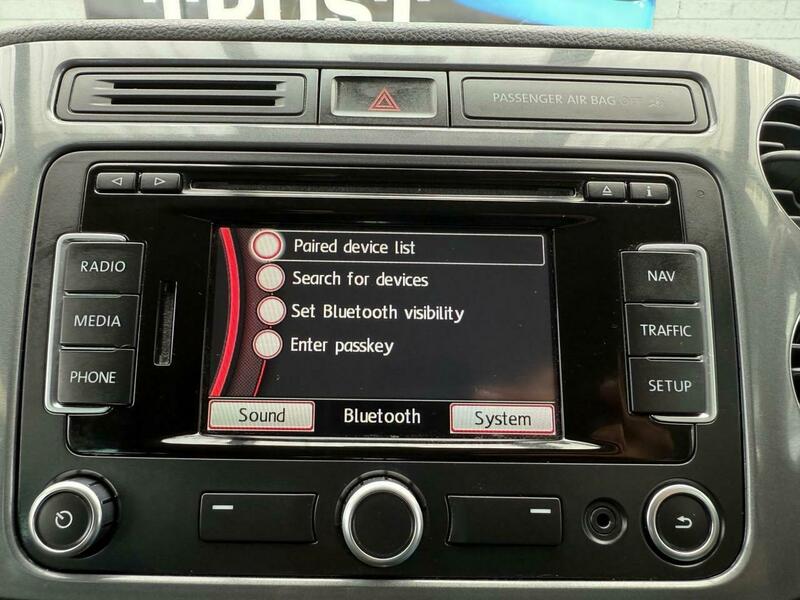 TRUST
PASSENGER AIR BAG OFF
i
RADIO
MEDIA
PHONE
Paired device list
Search for devices
Set Bluetooth visibility
Enter passkey
Sound
Bluetooth
System
NAV
TRAFFIC
SETUP